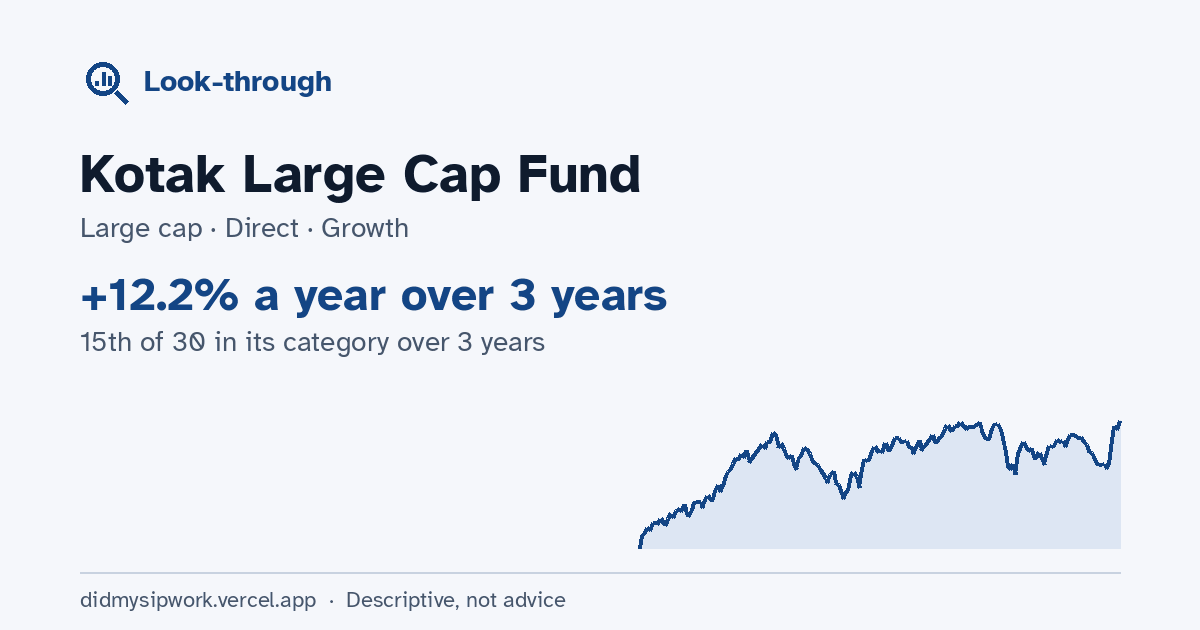 Look-through
Kotak Large Cap Fund
Large cap · Direct · Growth
+12.2% a year over 3 years
15th of 30 in its category over 3 years
didmysipwork.vercel.app · Descriptive, not advice